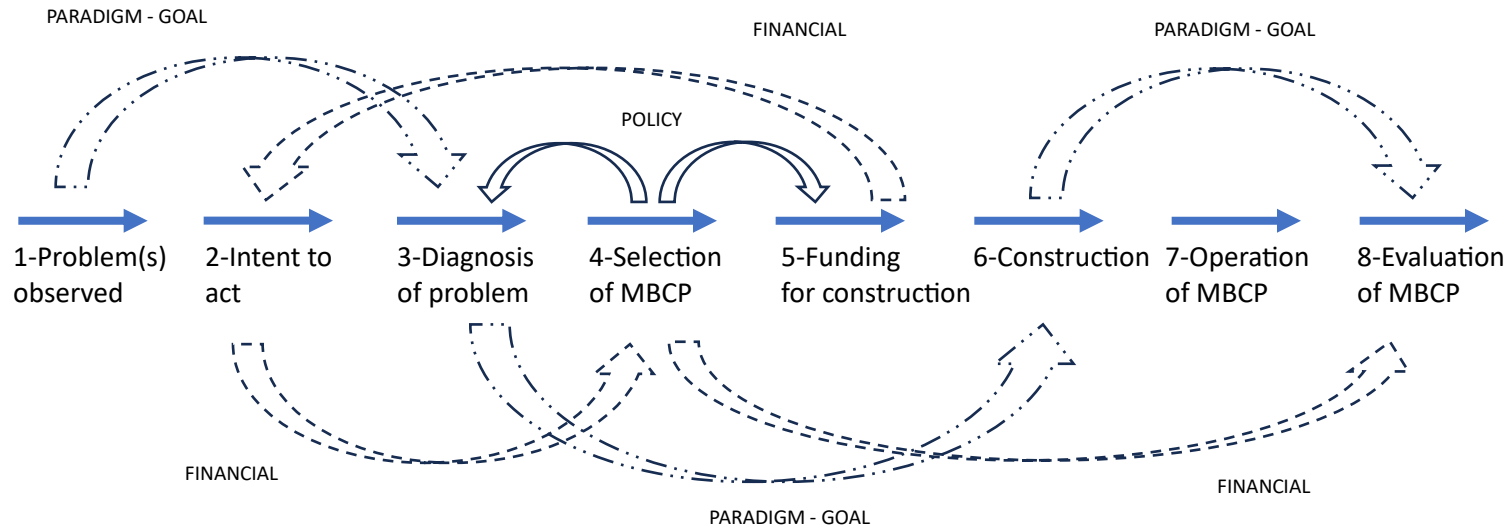 PARADIGM - GOAL
FINANCIAL
PARADIGM - GOAL
POLICY
1-Problem(s)
observed
2-Intent to
act
3-Diagnosis
of problem
4-Selection
of MBCP
5-Funding
for construction
6-Construction
7-Operation
of MBCP
8-Evaluation
of MBCP
FINANCIAL
PARADIGM - GOAL
FINANCIAL